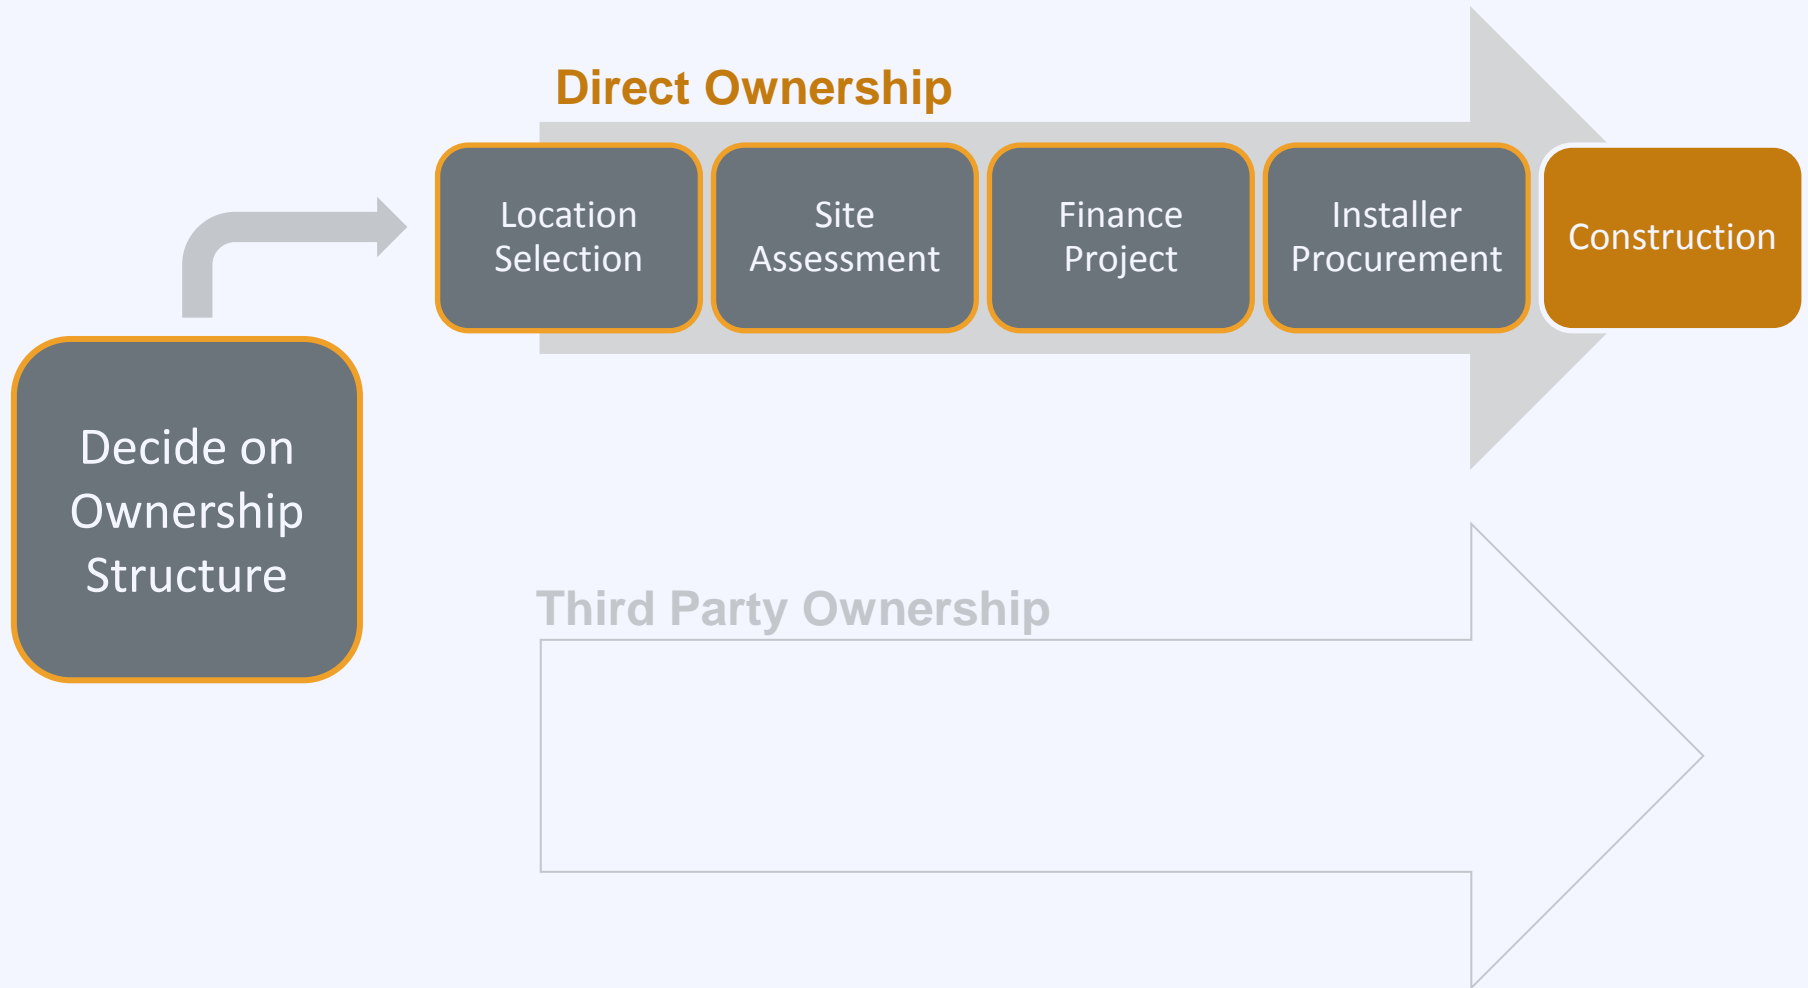 Direct Ownership
Location
Selection
Site
Assessment
Finance
Project
Installer
Procurement
Construction
Decide on
Ownership
Structure
Third Party Ownership